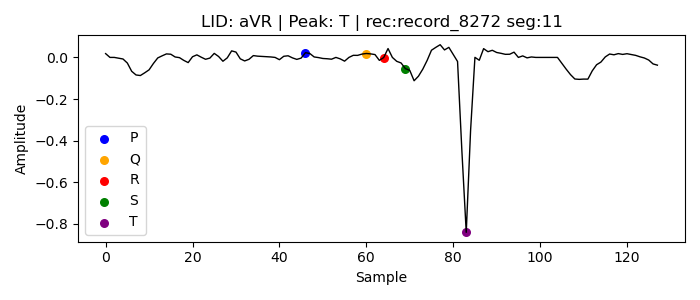 LID: aVR | Peak: T | rec:record_8272 seg:11
Amplitude
0.0
−0.2
−0.4
−0.6
−0.8
P
Q
R
S
T
0 20 40 60 80 100 120
Sample